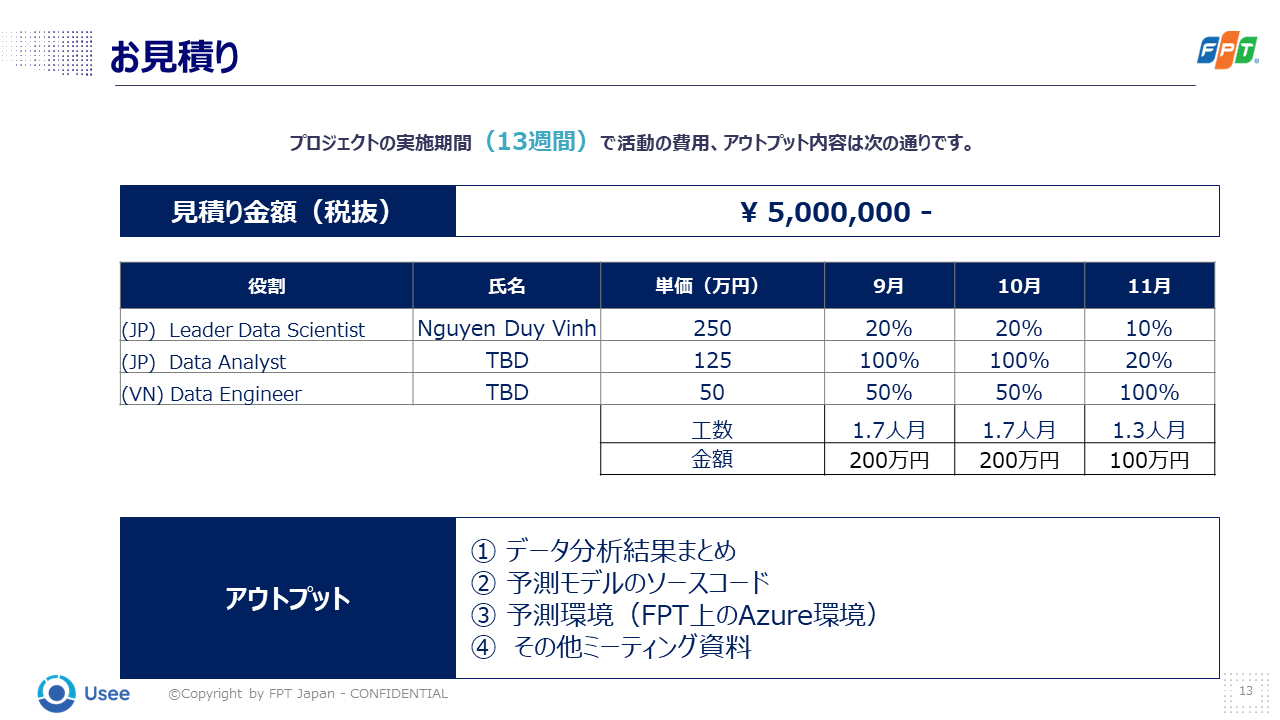 お見積り
FPT
プロジェクトの実施期間（13週間）で活動の費用、アウトプット内容は次の通りです。
見積り金額（税抜） ¥ 5,000,000 -
役割 氏名 単価（万円） 9月 10月 11月
(JP) Leader Data Scientist Nguyen Duy Vinh 250 20% 20% 10%
(JP) Data Analyst TBD 125 100% 100% 20%
(VN) Data Engineer TBD 50 50% 50% 100%
工数 1.7人月 1.7人月 1.3人月
金額 200万円 200万円 100万円
アウトプット
① データ分析結果まとめ
② 予測モデルのソースコード
③ 予測環境（FPT上のAzure環境）
④ その他ミーティング資料
Usee ©Copyright by FPT Japan - CONFIDENTIAL 13